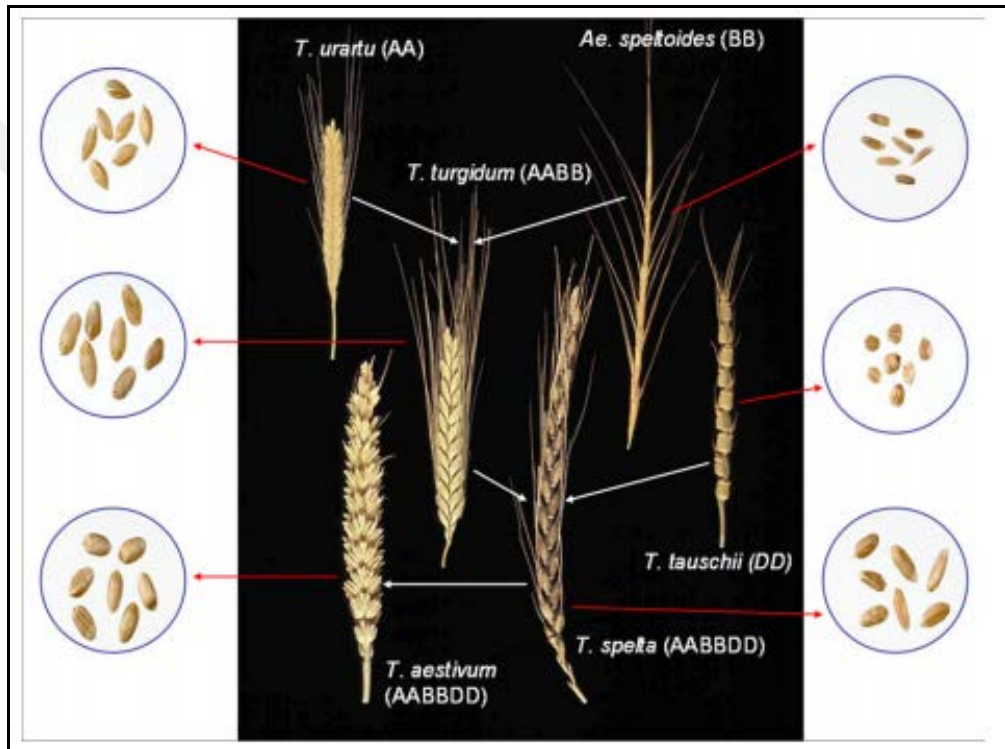 T. urartu (AA)
Ae. speltoides (BB)
T. turgidum (AABB)
T. tauschii (DD)
T. spelta (AABBDD)
T. aestivum
(AABBDD)